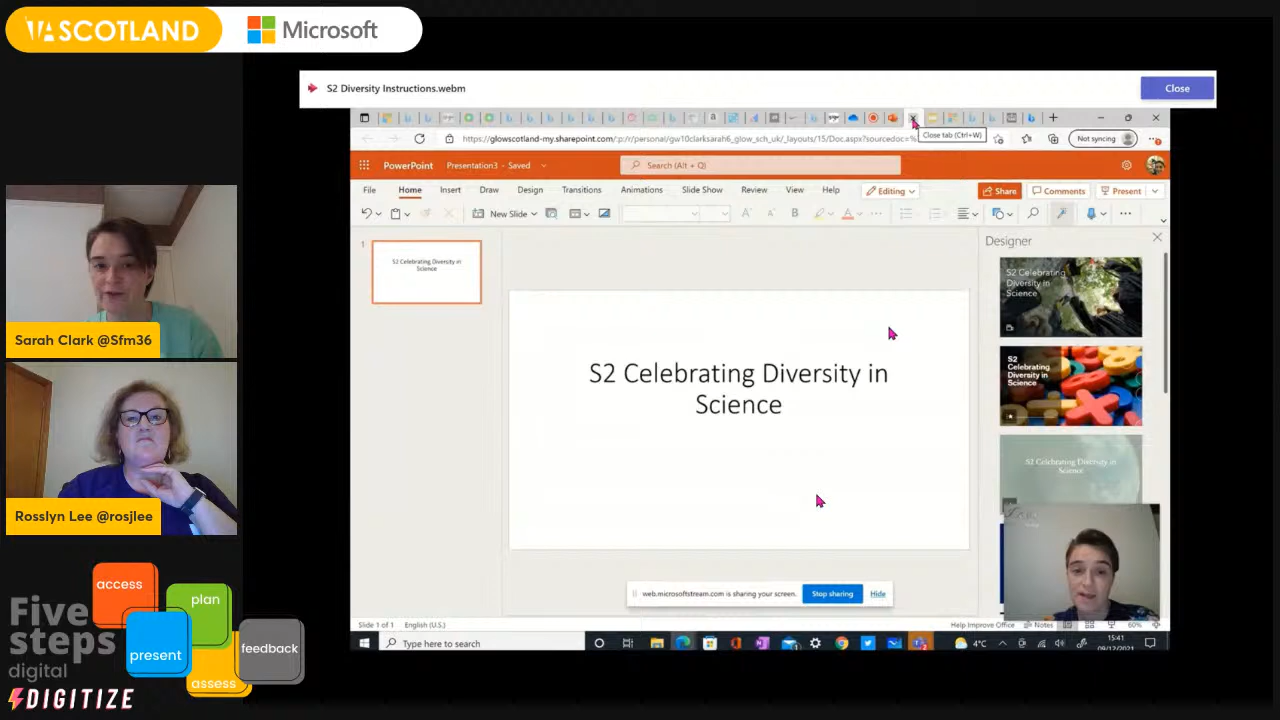 SCOTLAND
Microsoft
S2 Diversity Instructions.webm
Close
Close tab (Ctrl+W)
https://glowscotland-my.sharepoint.com/:p:/r/personal/gw10clarksarah6_glow_sch_uk/_layouts/15/Doc.aspx?sourcedoc=%
Not syncing
PowerPoint
Presentation3 - Saved
Search (Alt + Q)
File Home Insert Draw Design Transitions Animations Slide Show Review View Help Editing Share Comments Present
New Slide
Designer
1
S2 Celebrating Diversity in
Science
S2 Celebrating Diversity in
Science
S2 Celebrating
Diversity in
Science
S2
Celebrating
Diversity in
Science
S2 Celebrating Diversity in
Science
web.microsoftstream.com is sharing your screen.
Stop sharing
Hide
Slide 1 of 1
English (U.S.)
Help Improve Office
Notes
60%
Type here to search
4°C
15:41
09/12/2021
Sarah Clark @Sfm36
Rosslyn Lee @rosjlee
Five
steps
digital
access
plan
present
assess
feedback
DIGITIZE